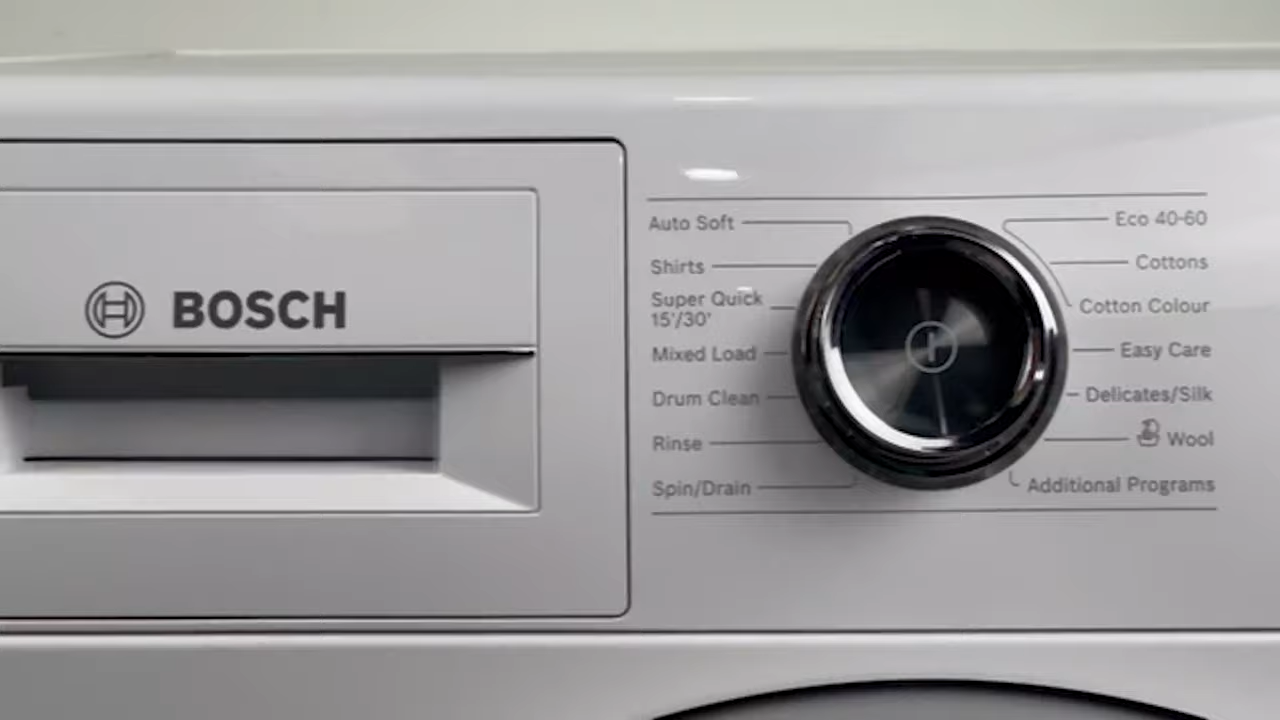 BOSCH
Auto Soft
Shirts
Super Quick
15'/30'
Mixed Load
Drum Clean
Rinse
Spin/Drain
Eco 40-60
Cottons
Cotton Colour
Easy Care
Delicates/Silk
Wool
Additional Programs